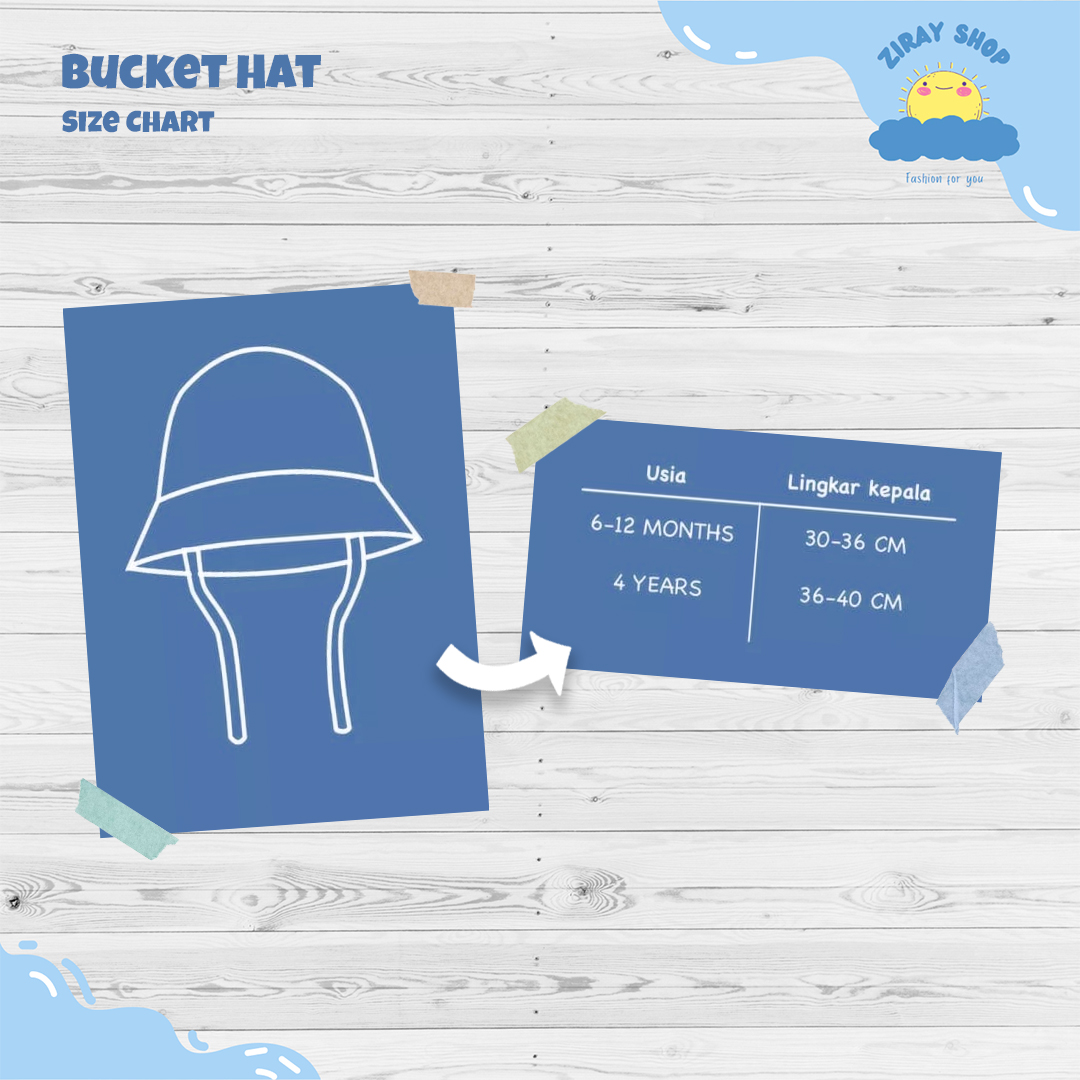 BUCKET HAT
SIZE CHART
ZIRAY SHOP
Fashion for you
Usia Lingkar kepala
6-12 MONTHS 30-36 CM
4 YEARS 36-40 CM